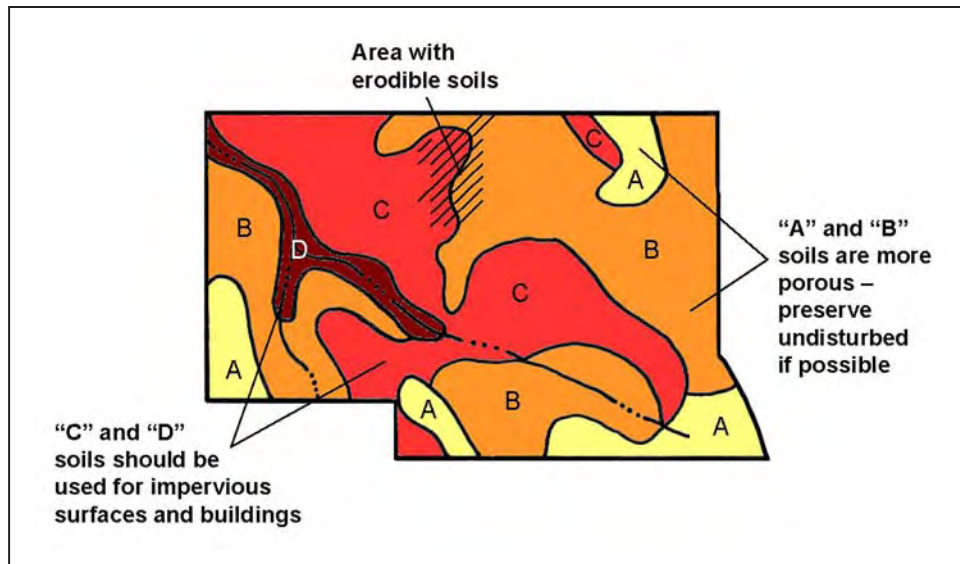 Area with
erodible soils
C
A
B
C
D
B
C
A
A
B
A
“A” and “B”
soils are more
porous –
preserve
undisturbed
if possible
“C” and “D”
soils should be
used for impervious
surfaces and buildings